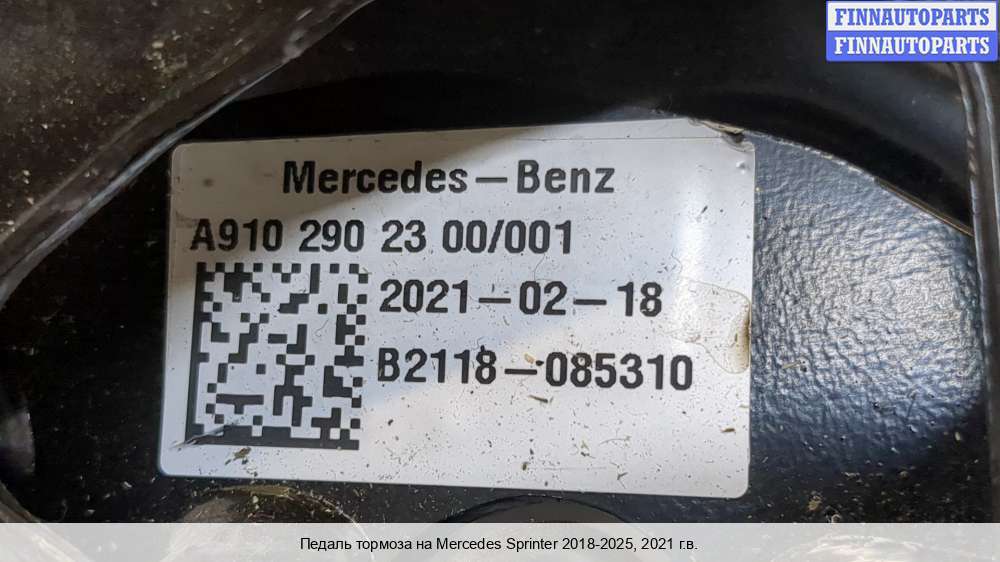 FINNAUTOPARTS
FINNAUTOPARTS
Mercedes-Benz
A910 290 23 00/001
2021-02-18
B2118-085310
Педаль тормоза на Mercedes Sprinter 2018-2025, 2021 г.в.